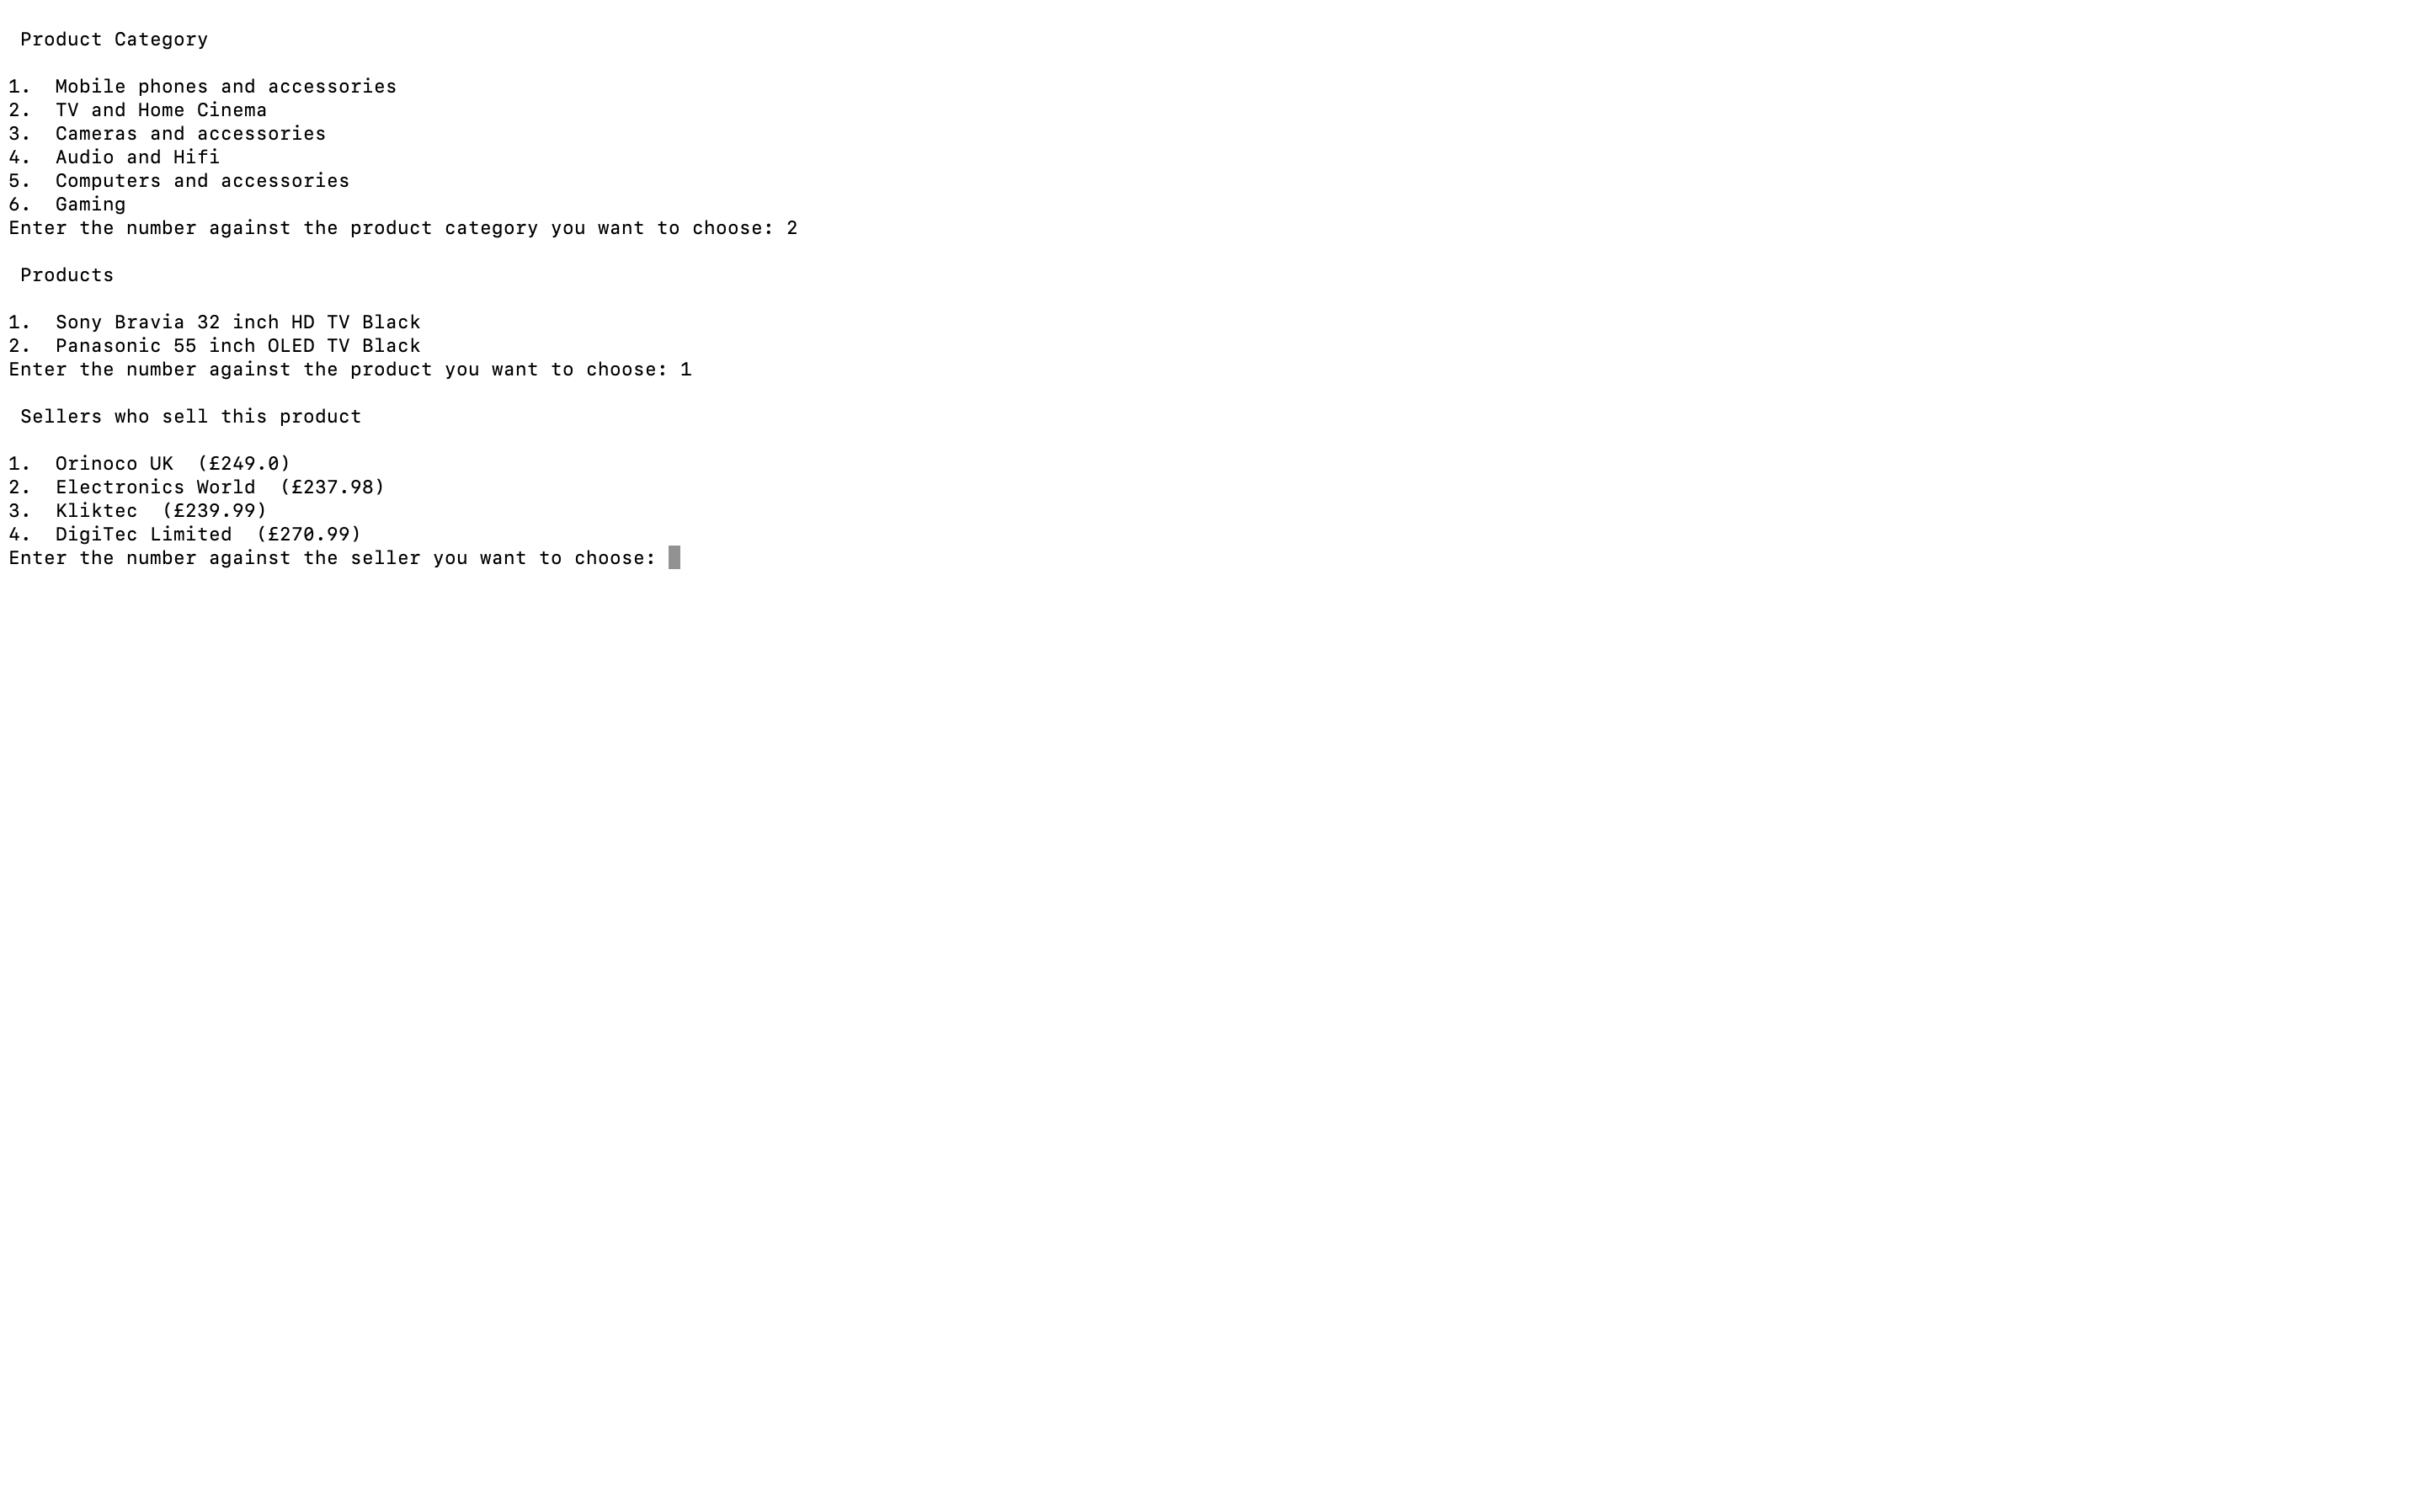 Product Category
1.  Mobile phones and accessories
2.  TV and Home Cinema
3.  Cameras and accessories
4.  Audio and Hifi
5.  Computers and accessories
6.  Gaming
Enter the number against the product category you want to choose: 2
Products
1.  Sony Bravia 32 inch HD TV Black
2.  Panasonic 55 inch OLED TV Black
Enter the number against the product you want to choose: 1
Sellers who sell this product
1.  Orinoco UK  (£249.0)
2.  Electronics World  (£237.98)
3.  Kliktec  (£239.99)
4.  DigiTec Limited  (£270.99)
Enter the number against the seller you want to choose: